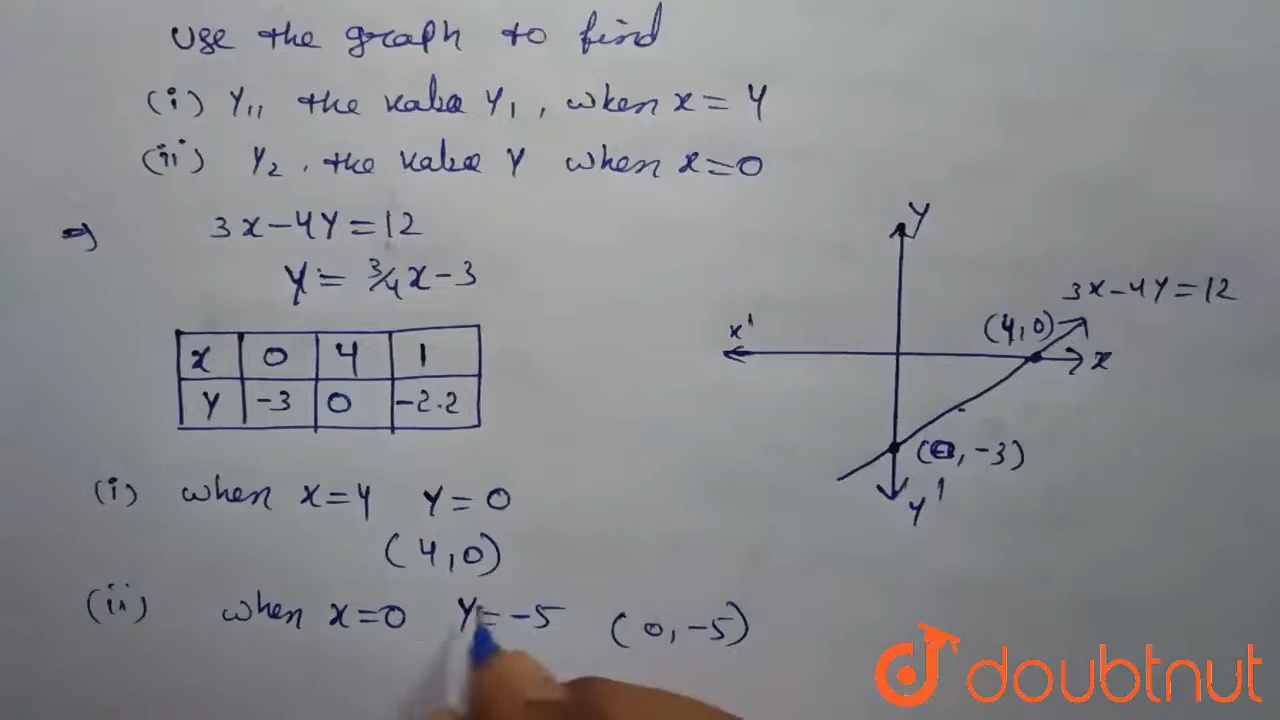 Use the graph to find
(i) Y₁, the value Y₁, when x = 4
(ii) Y₂, the value Y when x=0
⇒ 3x-4Y=12
Y = 3/4x-3
x 0 4 1
Y -3 0 -2.2
Y
3x-4Y=12
(4,0)
x'
x
(0,-3)
Y'
(i) when x=4 Y=0
(4,0)
(ii) when x=0 Y=-5 (0,-5)
doubtnut